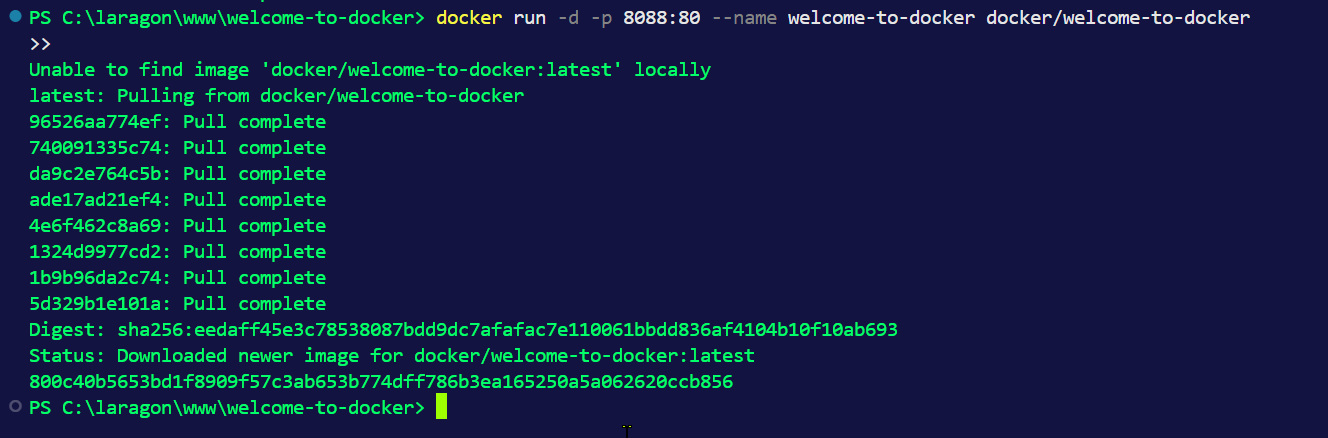 PS C:\laragon\www\welcome-to-docker> docker run -d -p 8088:80 --name welcome-to-docker docker/welcome-to-docker
>>
Unable to find image 'docker/welcome-to-docker:latest' locally
latest: Pulling from docker/welcome-to-docker
96526aa774ef: Pull complete
740091335c74: Pull complete
da9c2e764c5b: Pull complete
ade17ad21ef4: Pull complete
4e6f462c8a69: Pull complete
1324d9977cd2: Pull complete
1b9b96da2c74: Pull complete
5d329b1e101a: Pull complete
Digest: sha256:eedaff45e3c78538087bdd9dc7afafac7e110061bbdd836af4104b10f10ab693
Status: Downloaded newer image for docker/welcome-to-docker:latest
800c40b5653bd1f8909f57c3ab653b774dff786b3ea165250a5a062620ccb856
PS C:\laragon\www\welcome-to-docker>